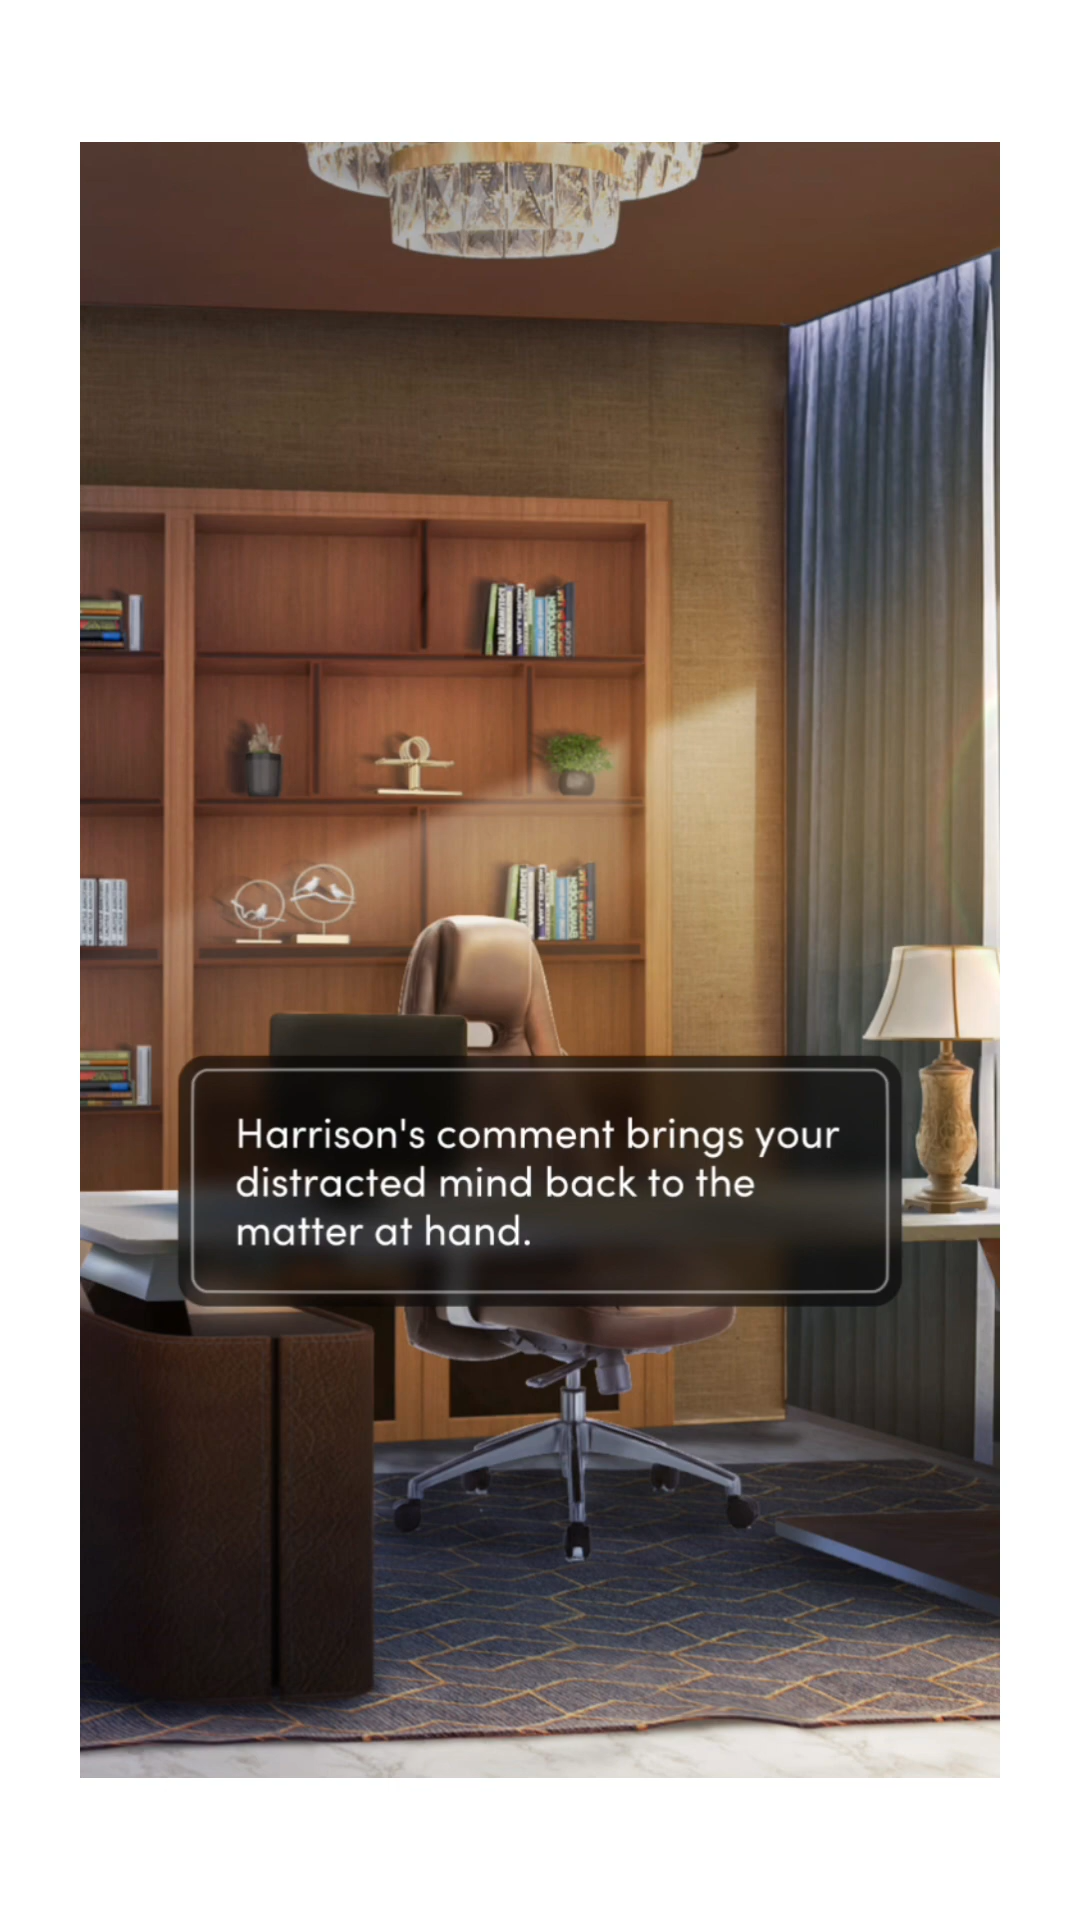 Harrison's comment brings your
distracted mind back to the
matter at hand.